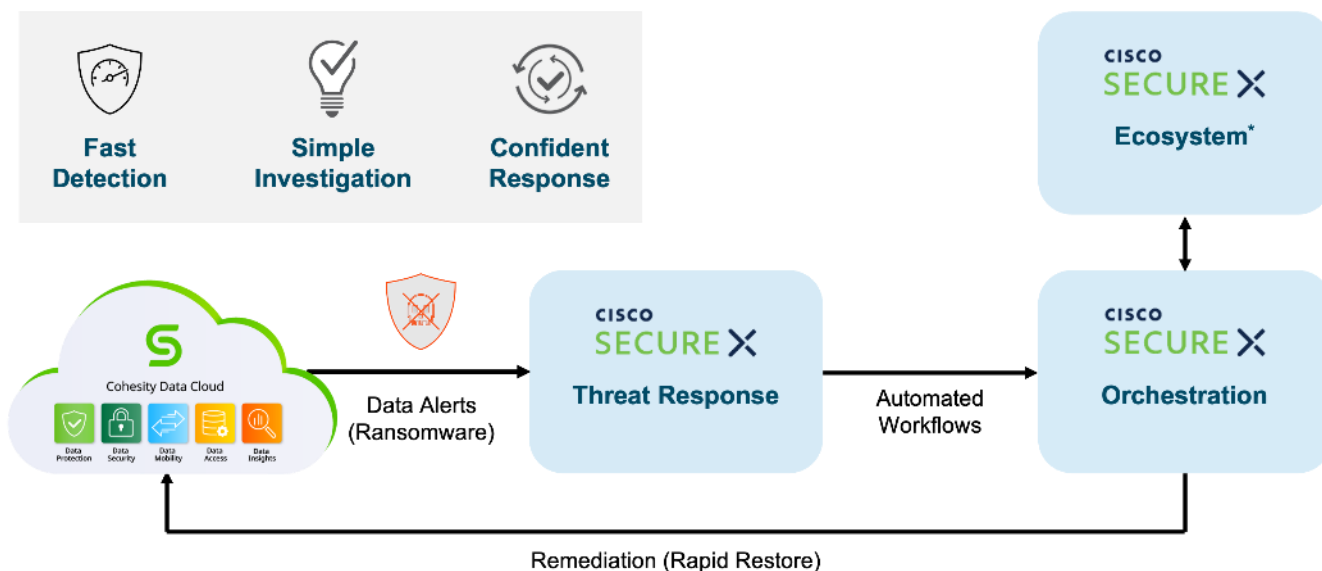 Fast
Detection
Simple
Investigation
Confident
Response
CISCO
SECURE X
Ecosystem*
Cohesity Data Cloud
Data
Protection
Data
Security
Data
Mobility
Data
Access
Data
Insights
Data Alerts
(Ransomware)
CISCO
SECURE X
Threat Response
Automated
Workflows
CISCO
SECURE X
Orchestration
Remediation (Rapid Restore)